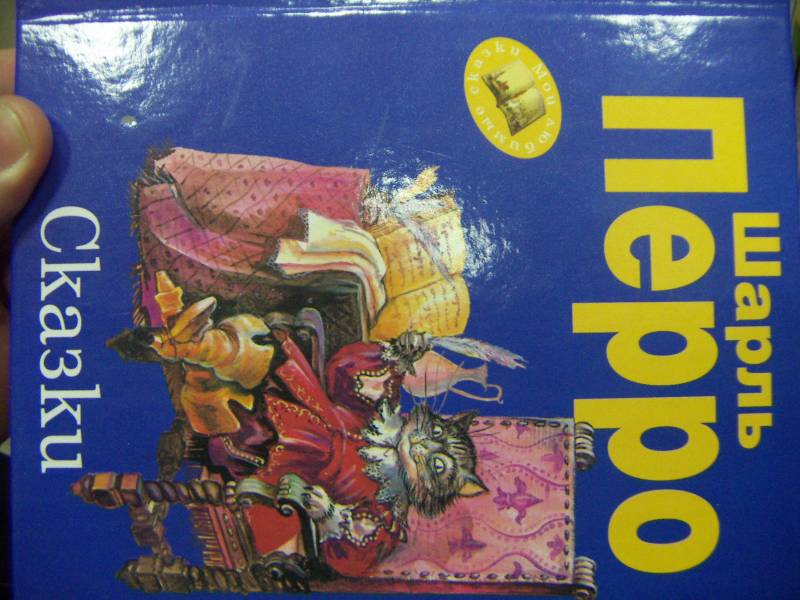 Шарль
Перро
Мои любимые сказки
Сказки